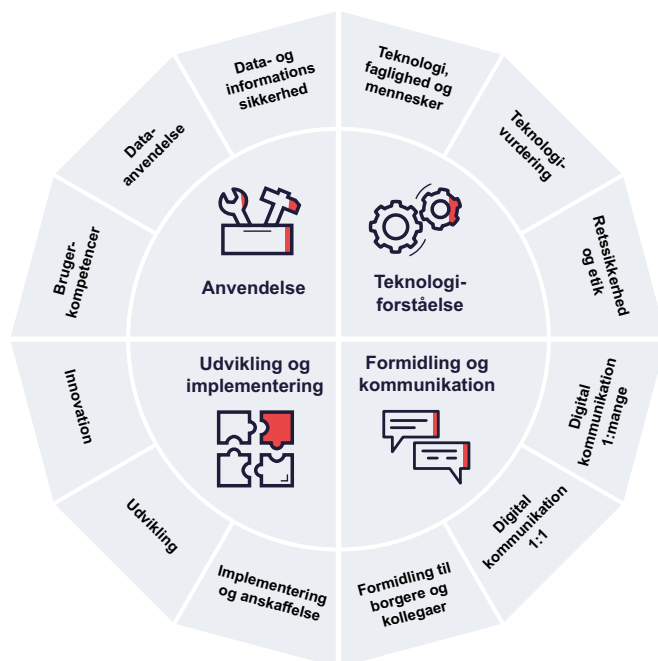 Data- og
informations
sikkerhed
Teknologi,
faglighed og
mennesker
Data-
anvendelse
Teknologi-
vurdering
Bruger-
kompetencer
Retssikkerhed
og etik
Anvendelse
Teknologi-
forståelse
Udvikling og
implementering
Formidling og
kommunikation
Innovation
Digital
kommunikation
1:mange
Udvikling
Digital
kommunikation
1:1
Implementering
og anskaffelse
Formidling til
borgere og
kollegaer